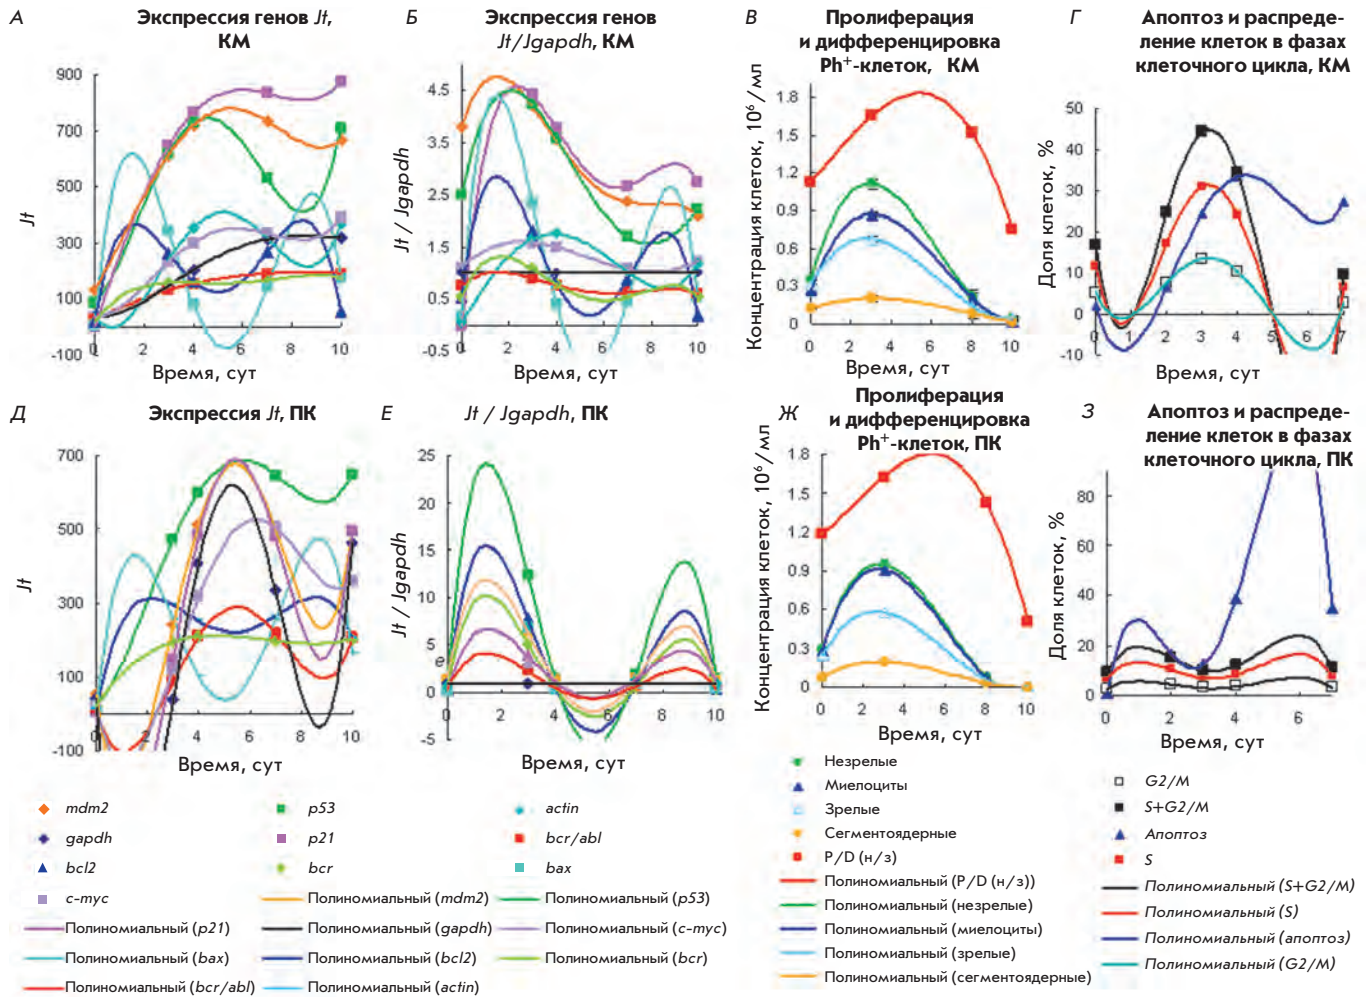 А
Экспрессия генов Jt,
КМ
Jt
900
700
500
300
100
-100
0
2
4
6
8
10
Время, сут
Б
Экспрессия генов
Jt/Jgapdh, КМ
Jt / Jgapdh
4.5
3.5
2.5
1.5
0.5
-0.5
0
2
4
6
8
10
Время, сут
В
Пролиферация
и дифференцировка
Ph+-клеток, КМ
Концентрация клеток, 10⁶/мл
1.8
1.5
1.2
0.9
0.6
0.3
0
0
2
4
6
8
10
Время, сут
Г
Апоптоз и распреде-
ление клеток в фазах
клеточного цикла, КМ
Доля клеток, %
50
40
30
20
10
0
-10
0
1
2
3
4
5
6
7
Время, сут
Д
Экспрессия Jt, ПК
Jt
700
500
300
100
-100
0
2
4
6
8
10
Время, сут
Е
Jt / Jgapdh, ПК
Jt / Jgapdh
25
20
15
10
5
0
-5
е
0
2
4
6
8
10
Время, сут
Ж
Пролиферация
и дифференцировка
Ph+-клеток, ПК
Концентрация клеток, 10⁶/мл
1.8
1.5
1.2
0.9
0.6
0.3
0
0
2
4
6
8
10
Время, сут
З
Апоптоз и распреде-
ление клеток в фазах
клеточного цикла, ПК
Доля клеток, %
80
60
40
20
0
0
2
4
6
Время, сут
mdm2
p53
actin
gapdh
p21
bcr/abl
bcl2
bcr
bax
c-myc
Полиномиальный (mdm2)
Полиномиальный (p53)
Полиномиальный (p21)
Полиномиальный (gapdh)
Полиномиальный (c-myc)
Полиномиальный (bax)
Полиномиальный (bcl2)
Полиномиальный (bcr)
Полиномиальный (bcr/abl)
Полиномиальный (actin)
Незрелые
Миелоциты
Зрелые
Сегментоядерные
P/D (н/з)
Полиномиальный (P/D (н/з))
Полиномиальный (незрелые)
Полиномиальный (миелоциты)
Полиномиальный (зрелые)
Полиномиальный (сегментоядерные)
G2/M
S+G2/M
Апоптоз
S
Полиномиальный (S+G2/M)
Полиномиальный (S)
Полиномиальный (апоптоз)
Полиномиальный (G2/M)